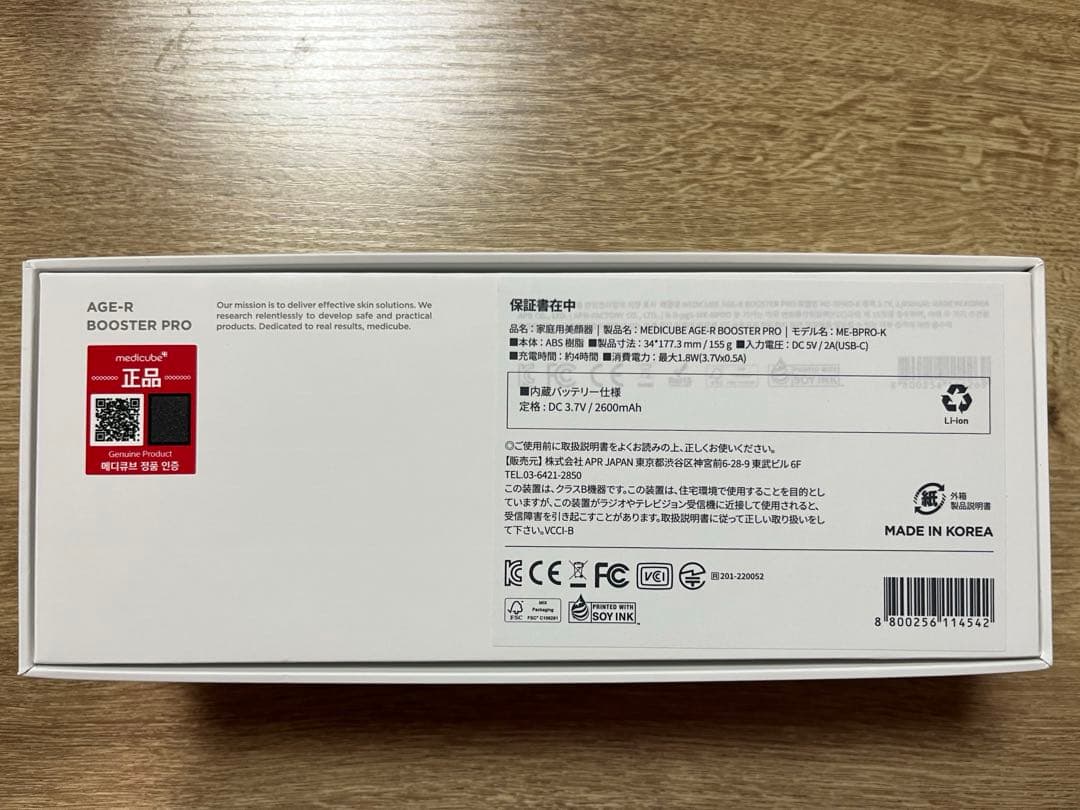 AGE-R
BOOSTER PRO
Our mission is to deliver effective skin solutions. We
research relentlessly to develop safe and practical
products. Dedicated to real results, medicube.
medicube
正品
Genuine Product
메디큐브 정품 인증
保証書在中
品名：家庭用美顔器 | 製品名：MEDICUBE AGE-R BOOSTER PRO | モデル名：ME-BPRO-K
■本体：ABS 樹脂 ■製品寸法：34*177.3 mm / 155 g ■入力電圧：DC 5V / 2A(USB-C)
■充電時間：約4時間 ■消費電力：最大1.8W(3.7Vx0.5A)
■内蔵バッテリー仕様
定格 : DC 3.7V / 2600mAh
Li-ion
◎ご使用前に取扱説明書をよくお読みの上、正しくお使いください。
【販売元】株式会社 APR JAPAN 東京都渋谷区神宮前6-28-9 東武ビル 6F
TEL.03-6421-2850
この装置は、クラスB機器です。この装置は、住宅環境で使用することを目的とし
ていますが、この装置がラジオやテレビジョン受信機に近接して使用されると、
受信障害を引き起こすことがあります。取扱説明書に従って正しい取り扱いをし
て下さい。VCCI-B
紙
外箱
製品説明書
MADE IN KOREA
KC CE FC VCI R 201-220052
FSC
MIX
Packaging
FSC® C166281
PRINTED WITH
SOY INK
8 800256 114542